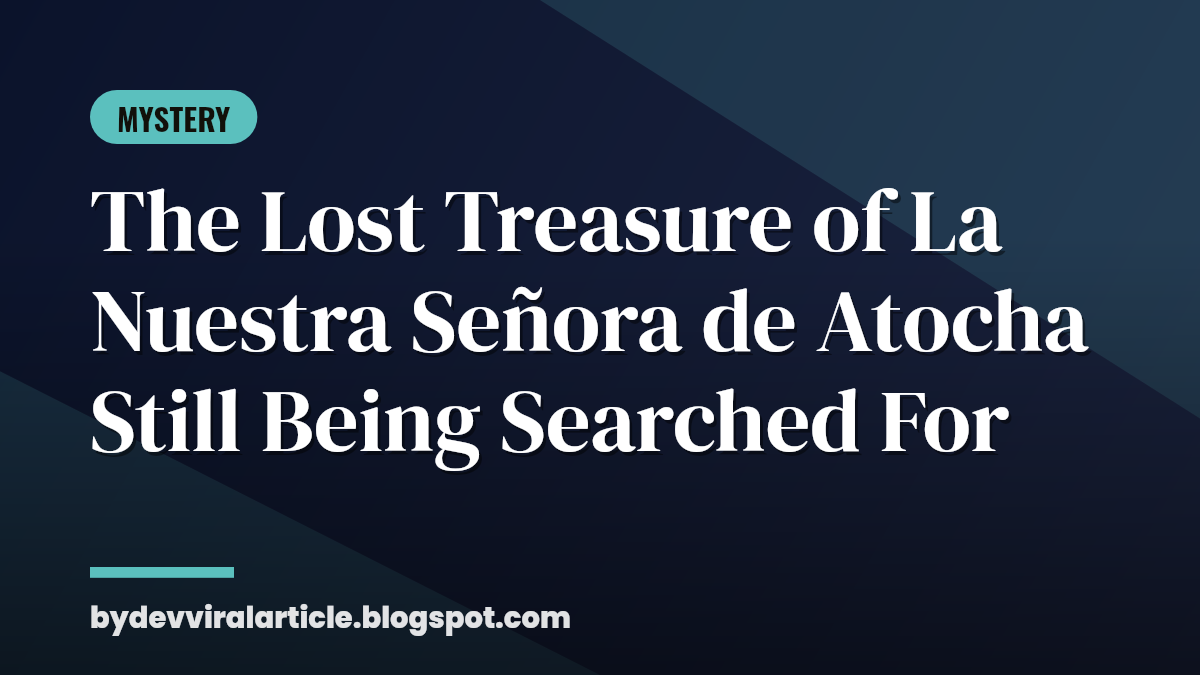 MYSTERY
The Lost Treasure of La
Nuestra Señora de Atocha
Still Being Searched For
bydevviralarticle.blogspot.com